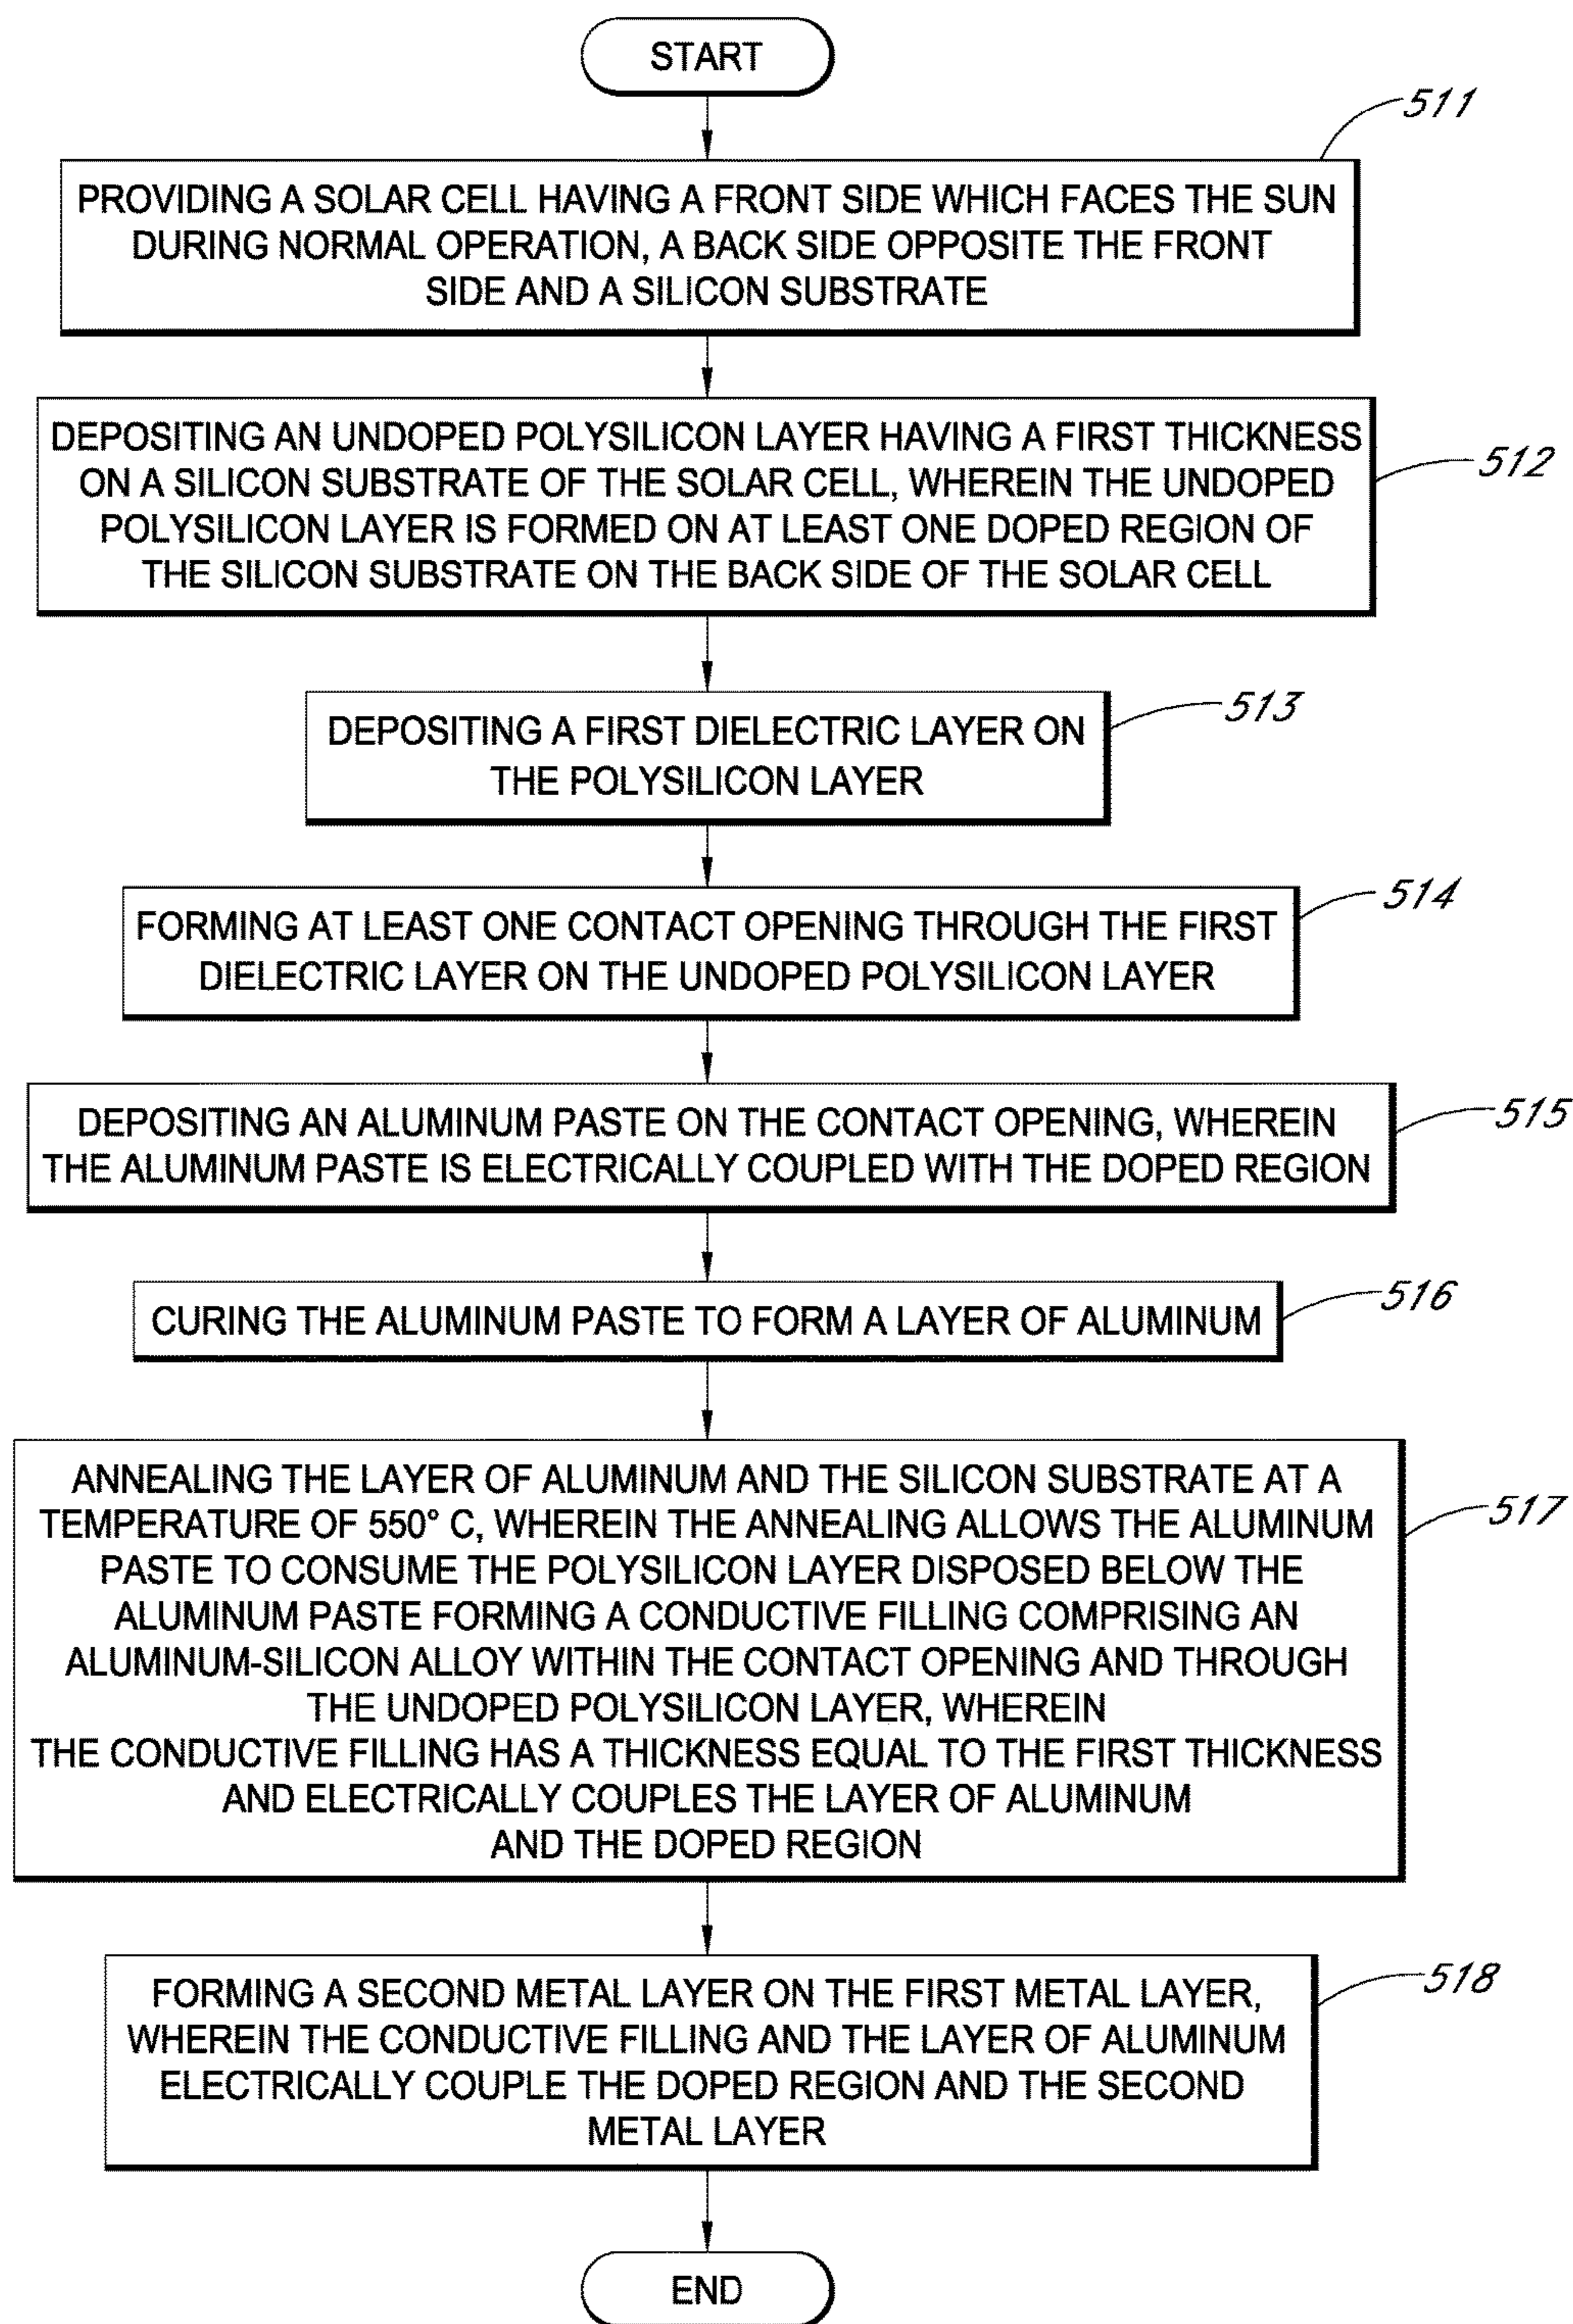 START
511
PROVIDING A SOLAR CELL HAVING A FRONT SIDE WHICH FACES THE SUN
DURING NORMAL OPERATION, A BACK SIDE OPPOSITE THE FRONT
SIDE AND A SILICON SUBSTRATE
DEPOSITING AN UNDOPED POLYSILICON LAYER HAVING A FIRST THICKNESS
ON A SILICON SUBSTRATE OF THE SOLAR CELL, WHEREIN THE UNDOPED
POLYSILICON LAYER IS FORMED ON AT LEAST ONE DOPED REGION OF
THE SILICON SUBSTRATE ON THE BACK SIDE OF THE SOLAR CELL
512
DEPOSITING A FIRST DIELECTRIC LAYER ON
THE POLYSILICON LAYER
513
FORMING AT LEAST ONE CONTACT OPENING THROUGH THE FIRST
DIELECTRIC LAYER ON THE UNDOPED POLYSILICON LAYER
514
DEPOSITING AN ALUMINUM PASTE ON THE CONTACT OPENING, WHEREIN
THE ALUMINUM PASTE IS ELECTRICALLY COUPLED WITH THE DOPED REGION
515
CURING THE ALUMINUM PASTE TO FORM A LAYER OF ALUMINUM
516
ANNEALING THE LAYER OF ALUMINUM AND THE SILICON SUBSTRATE AT A
TEMPERATURE OF 550° C, WHEREIN THE ANNEALING ALLOWS THE ALUMINUM
PASTE TO CONSUME THE POLYSILICON LAYER DISPOSED BELOW THE
ALUMINUM PASTE FORMING A CONDUCTIVE FILLING COMPRISING AN
ALUMINUM-SILICON ALLOY WITHIN THE CONTACT OPENING AND THROUGH
THE UNDOPED POLYSILICON LAYER, WHEREIN
THE CONDUCTIVE FILLING HAS A THICKNESS EQUAL TO THE FIRST THICKNESS
AND ELECTRICALLY COUPLES THE LAYER OF ALUMINUM
AND THE DOPED REGION
517
FORMING A SECOND METAL LAYER ON THE FIRST METAL LAYER,
WHEREIN THE CONDUCTIVE FILLING AND THE LAYER OF ALUMINUM
ELECTRICALLY COUPLE THE DOPED REGION AND THE SECOND
METAL LAYER
518
END